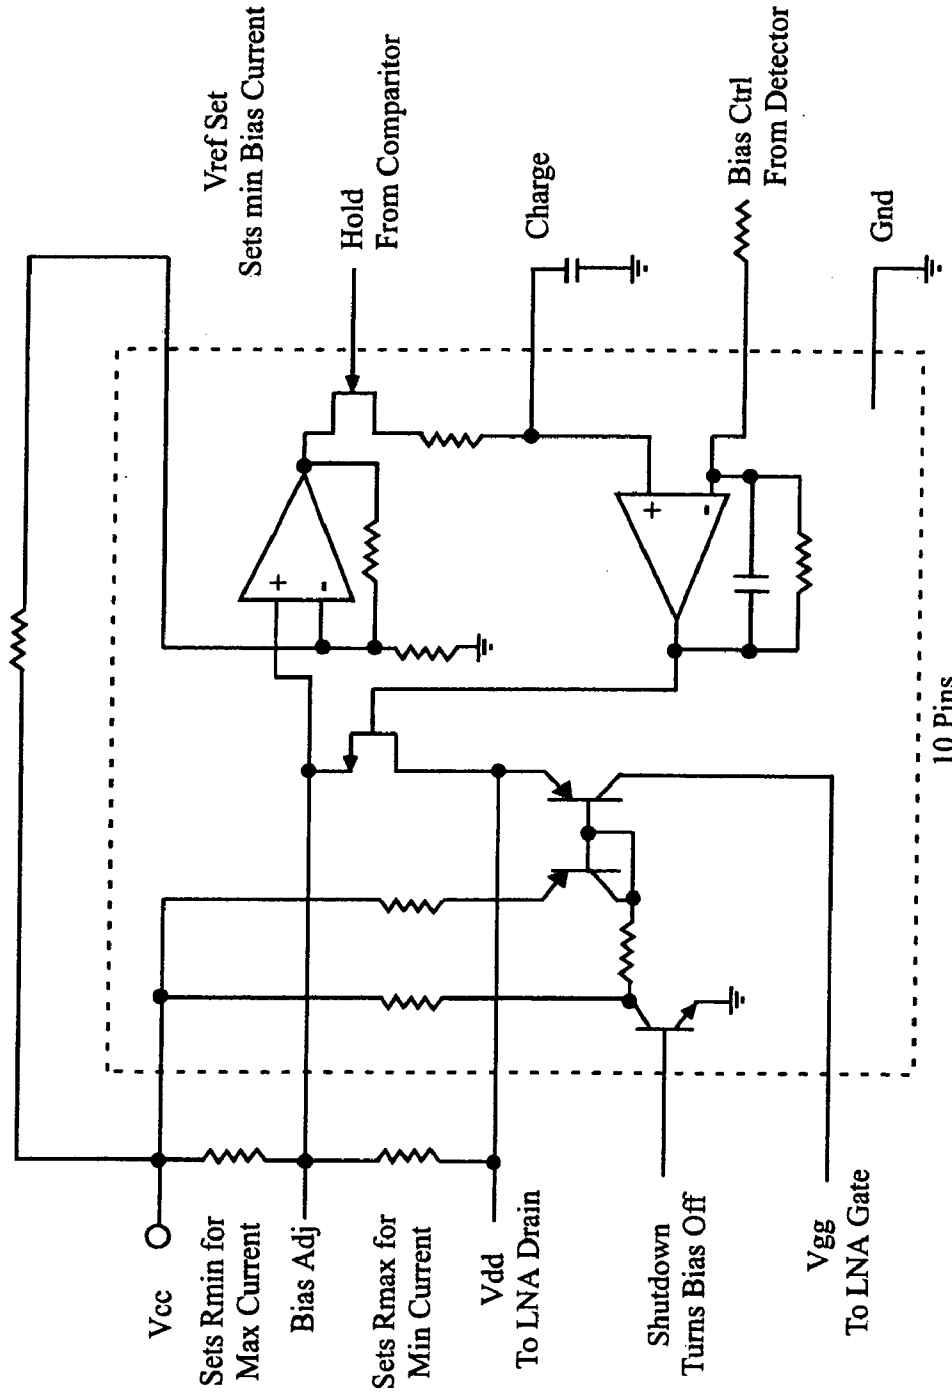 Vcc
Sets Rmin for
Max Current
Bias Adj
Sets Rmax for
Min Current
Vdd
To LNA Drain
Shutdown
Turns Bias Off
Vgg
To LNA Gate
+
-
+
-
10 Pins
Vref Set
Sets min Bias Current
Hold
From Comparitor
Charge
Bias Ctrl
From Detector
Gnd